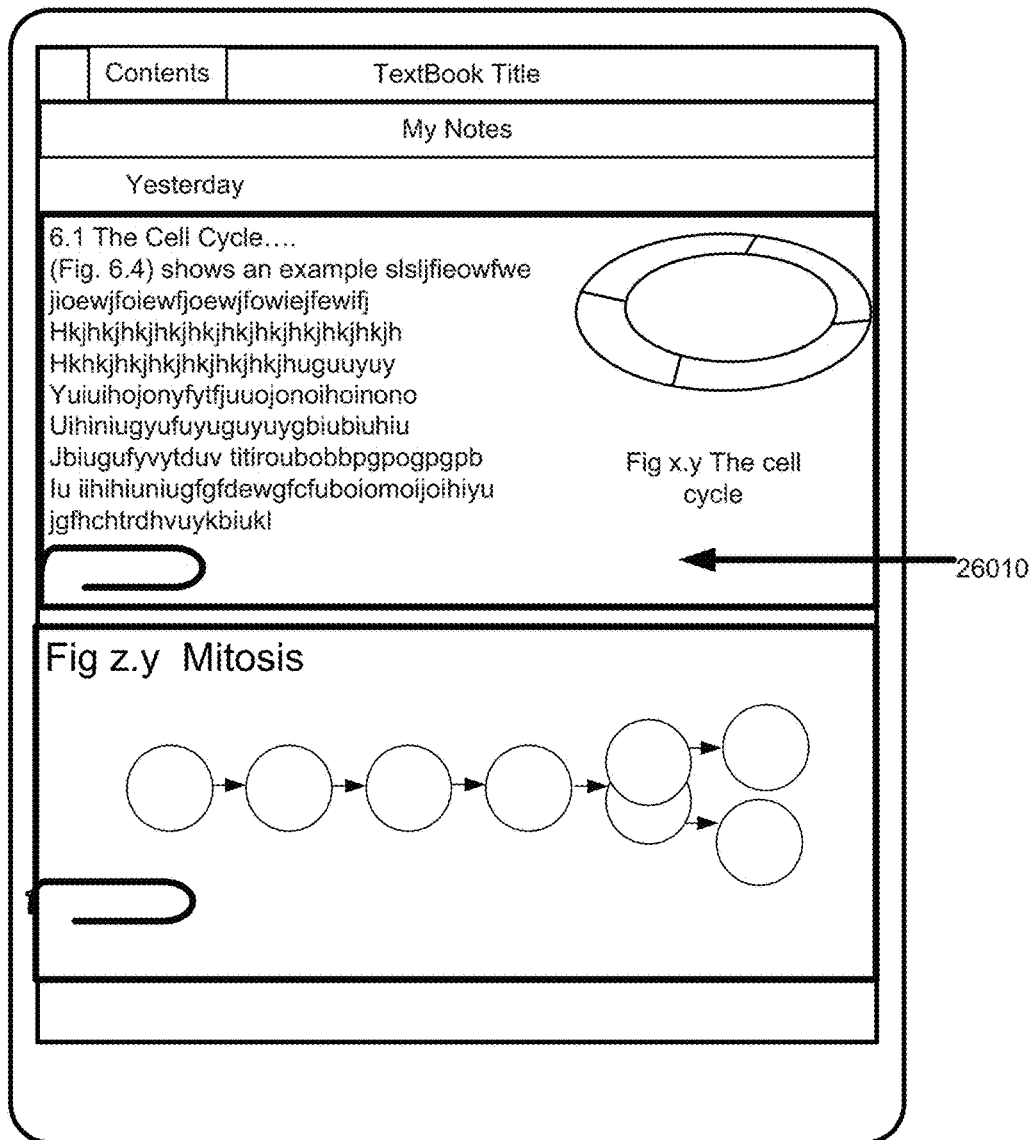 Contents
TextBook Title
My Notes
Yesterday
6.1 The Cell Cycle....
(Fig. 6.4) shows an example slsljfieowfwe
jioewjfoiewfjoewjfowiejfewifj
Hkjhkjhkjhkjhkjhkjhkjhkjhkjhkjh
Hkhkjhkjhkjhkjhkjhkjhuguuyuy
Yuiuihojonyfytfjuuojonoihoinono
Uihiniugyufuyuguyuygbiubiuhiu
Jbiugufyvytduv titiroubobbpgpogpgpb
Iu iihihiuniugfgfdewgfcfuboiomoijoihiyu
jgfhchtrdhvuykbiukl
Fig x.y The cell
cycle
26010
Fig z.y Mitosis